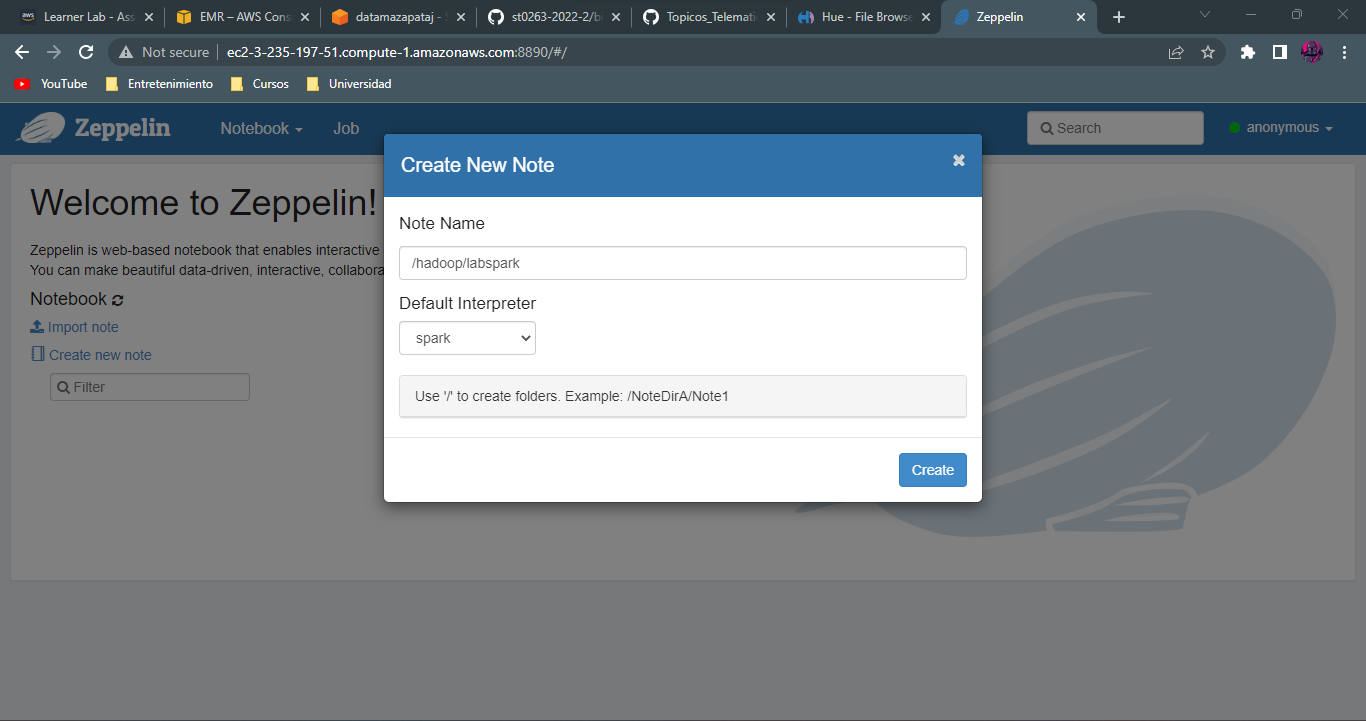 aws Learner Lab - Ass
EMR – AWS Cons
datamazapataj -
st0263-2022-2/bi
Topicos_Telemati
Hue - File Browse
Zeppelin
Not secure
ec2-3-235-197-51.compute-1.amazonaws.com:8890/#/
YouTube
Entretenimiento
Cursos
Universidad
Zeppelin
Notebook
Job
Search
anonymous
Create New Note
Welcome to Zeppelin!
Note Name
Zeppelin is web-based notebook that enables interactive
/hadoop/labspark
You can make beautiful data-driven, interactive, collabora
Notebook
Default Interpreter
Import note
spark
Create new note
Filter
Use '/' to create folders. Example: /NoteDirA/Note1
Create